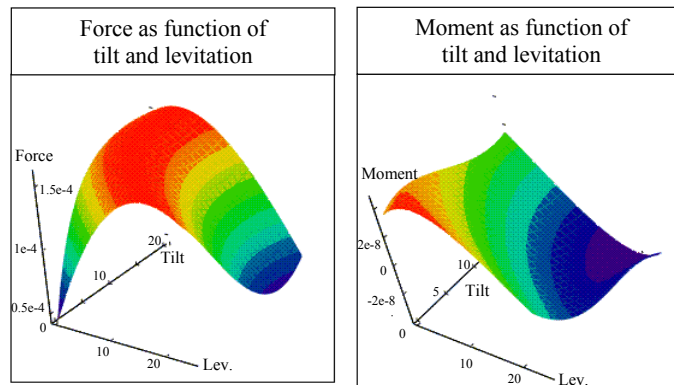 Force as function of
tilt and levitation
Force
1.5e-4
1e-4
0.5e-4
0
10
20
Tilt
10
20
Lev.
Moment as function of
tilt and levitation
Moment
2e-8
0
-2e-8
0
5
10
Tilt
10
20
Lev.